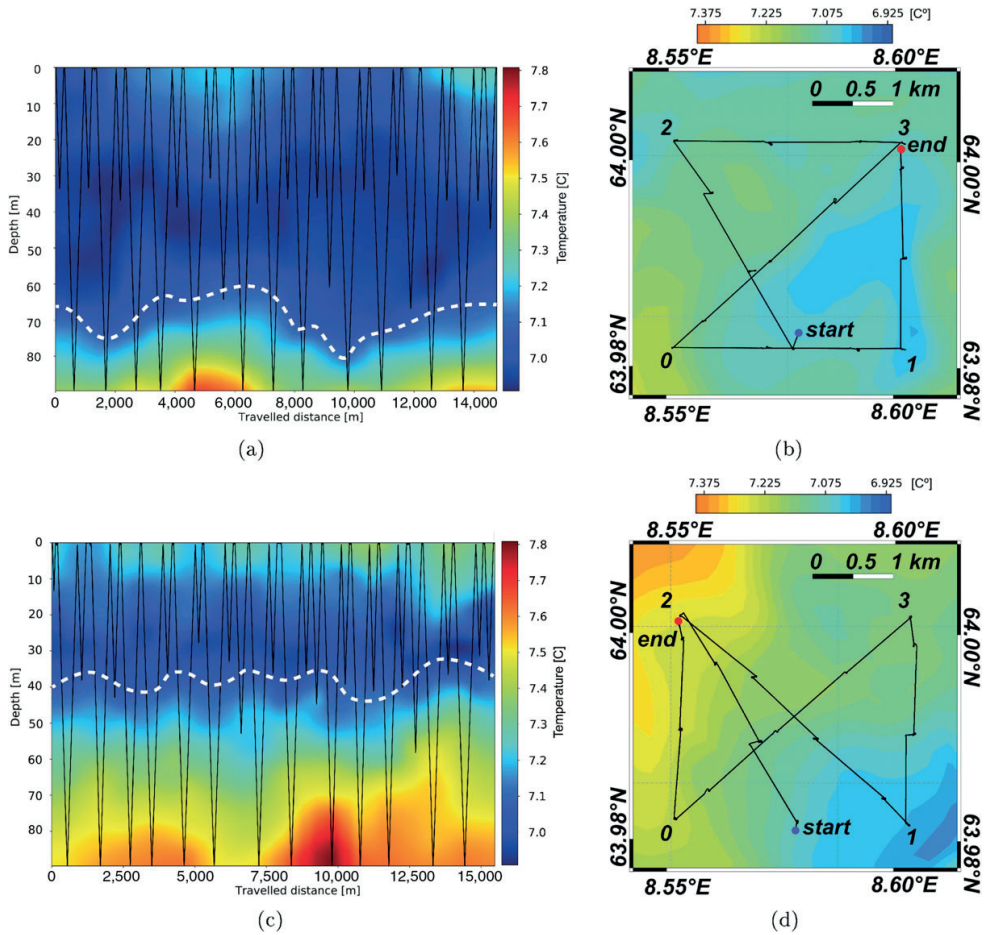 7.375 7.225 7.075 6.925 [Cº]
8.55°E 8.60°E
0 0.5 1 km
2 3
end
64.00°N 64.00°N
start
0 1
63.98°N 63.98°N
8.55°E 8.60°E
0
10
20
30
40
50
60
70
80
Depth [m]
0 2,000 4,000 6,000 8,000 10,000 12,000 14,000
Travelled distance [m]
7.8
7.7
7.6
7.5
7.4
7.3
7.2
7.1
7.0
Temperature [C]
(a) (b)
0
10
20
30
40
50
60
70
80
Depth [m]
0 2,500 5,000 7,500 10,000 12,500 15,000
Travelled distance [m]
7.8
7.7
7.6
7.5
7.4
7.3
7.2
7.1
7.0
Temperature [C]
7.375 7.225 7.075 6.925 [Cº]
8.55°E 8.60°E
0 0.5 1 km
2 3
end
64.00°N 64.00°N
start
0 1
63.98°N 63.98°N
8.55°E 8.60°E
(c) (d)